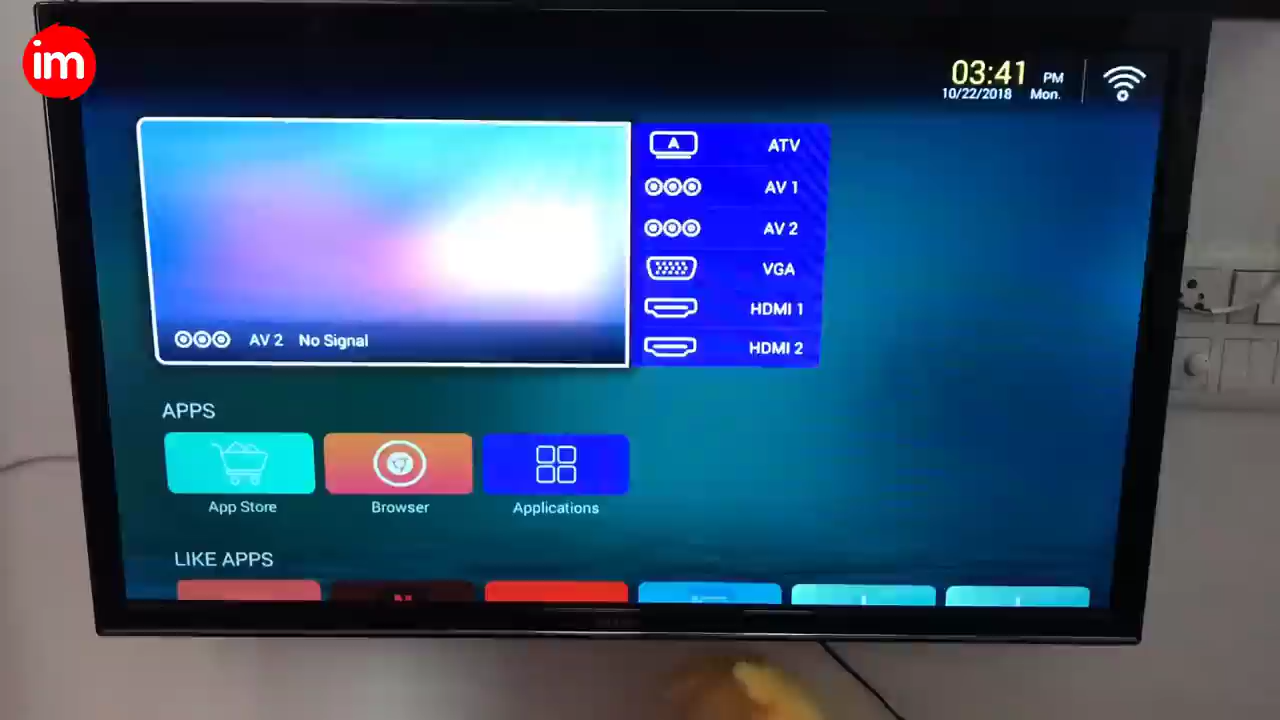 im
03:41 PM
10/22/2018 Mon.
A ATV
AV 1
AV 2
VGA
HDMI 1
HDMI 2
AV 2 No Signal
APPS
App Store
Browser
Applications
LIKE APPS